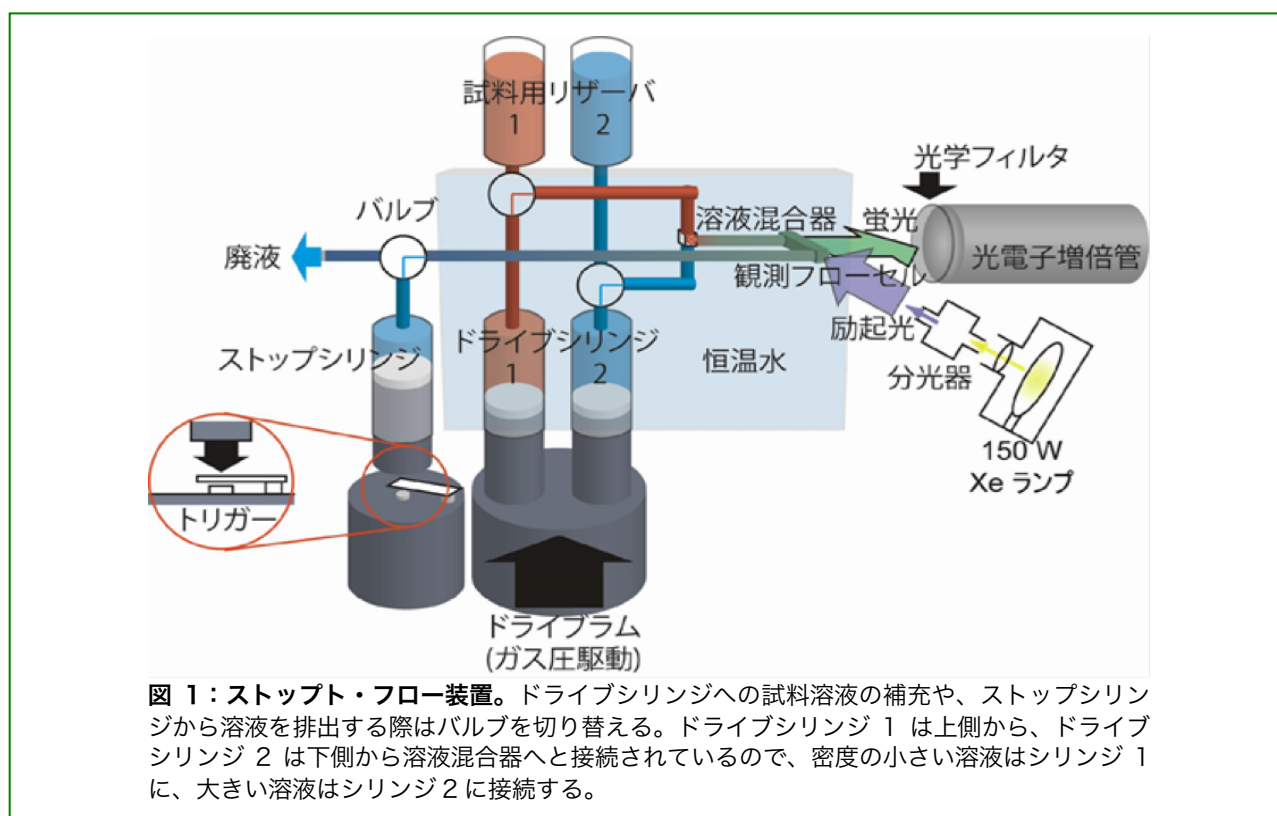 試料用リザーバ
1
2
光学フィルタ
バルブ
溶液混合器
蛍光
廃液
観測フローセル
光電子増倍管
励起光
ストップシリンジ
ドライブシリンジ
1
2
恒温水
分光器
150 W
Xe ランプ
トリガー
ドライブラム
(ガス圧駆動)
図 1：ストップト・フロー装置。ドライブシリンジへの試料溶液の補充や、ストップシリン
ジから溶液を排出する際はバルブを切り替える。ドライブシリンジ 1 は上側から、ドライブ
シリンジ 2 は下側から溶液混合器へと接続されているので、密度の小さい溶液はシリンジ 1
に、大きい溶液はシリンジ２に接続する。